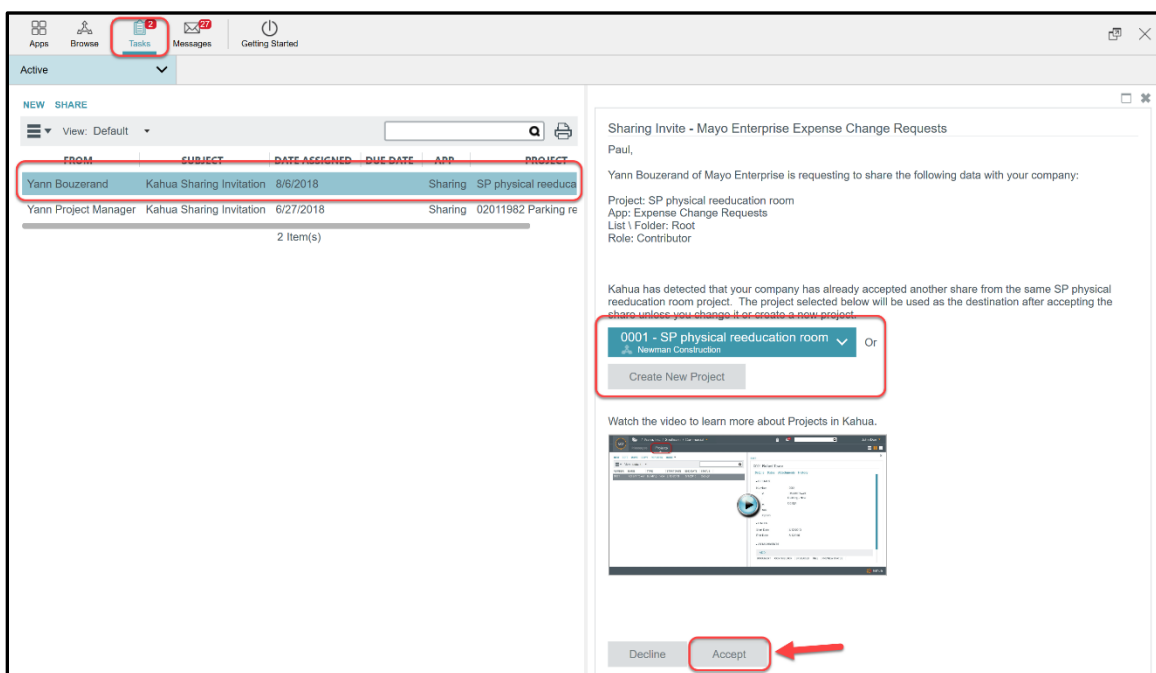 2
27
Apps Browse Tasks Messages Getting Started
Active
NEW SHARE
View: Default
FROM SUBJECT DATE ASSIGNED DUE DATE APP PROJECT
Yann Bouzerand Kahua Sharing Invitation 8/6/2018 Sharing SP physical reeduca
Yann Project Manager Kahua Sharing Invitation 6/27/2018 Sharing 02011982 Parking re
2 Item(s)
Sharing Invite - Mayo Enterprise Expense Change Requests
Paul,
Yann Bouzerand of Mayo Enterprise is requesting to share the following data with your company:
Project: SP physical reeducation room
App: Expense Change Requests
List \ Folder: Root
Role: Contributor
Kahua has detected that your company has already accepted another share from the same SP physical
reeducation room project. The project selected below will be used as the destination after accepting the
share unless you change it or create a new project.
0001 - SP physical reeducation room Or
Newman Construction
Create New Project
Watch the video to learn more about Projects in Kahua.
Decline Accept